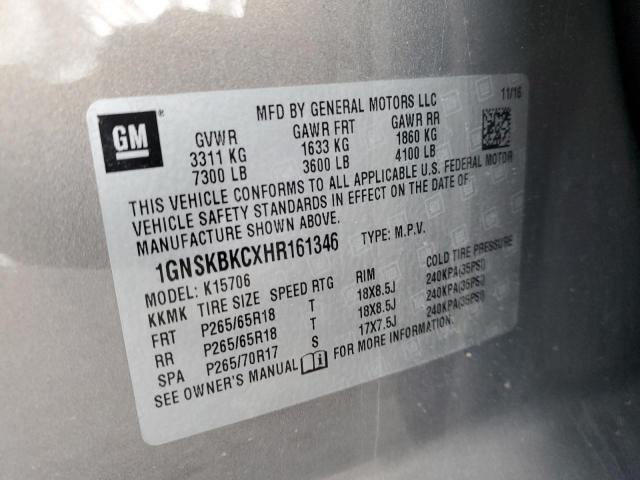 GM ®
MFD BY GENERAL MOTORS LLC 11/16
GVWR GAWR FRT GAWR RR
3311 KG 1633 KG 1860 KG
7300 LB 3600 LB 4100 LB
THIS VEHICLE CONFORMS TO ALL APPLICABLE U.S. FEDERAL MOTOR
VEHICLE SAFETY STANDARDS IN EFFECT ON THE DATE OF
MANUFACTURE SHOWN ABOVE.
1GNSKBKCXHR161346 TYPE: M.P.V.
MODEL: K15706
KKMK TIRE SIZE SPEED RTG RIM COLD TIRE PRESSURE
FRT P265/65R18 T 18X8.5J 240KPA(35PSI)
RR P265/65R18 T 18X8.5J 240KPA(35PSI)
SPA P265/70R17 S 17X7.5J 240KPA(35PSI)
SEE OWNER'S MANUAL FOR MORE INFORMATION.